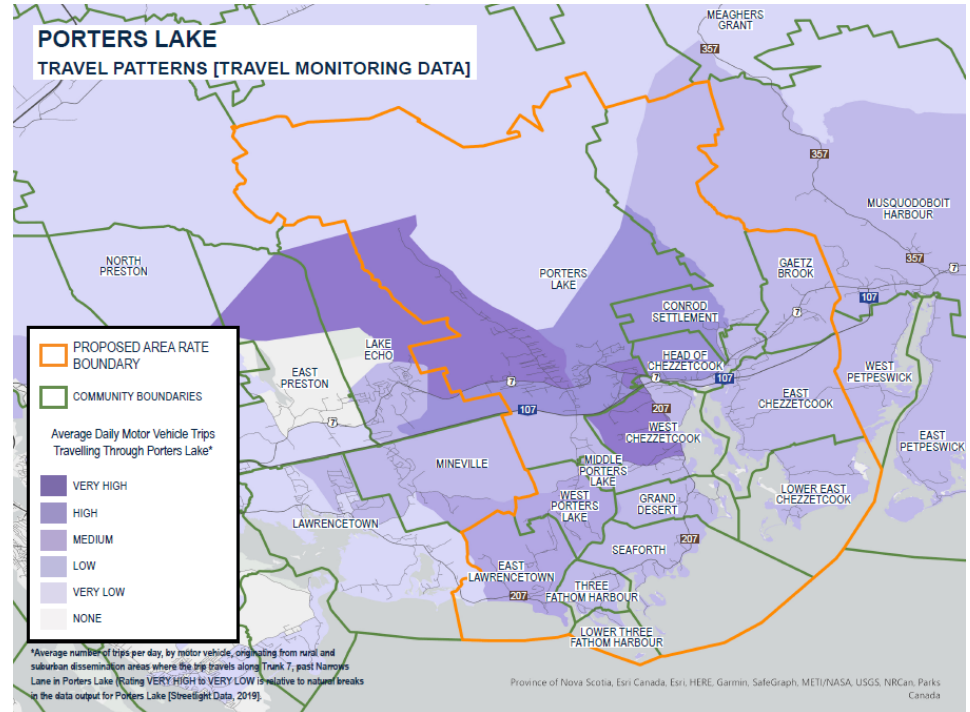 PORTERS LAKE
TRAVEL PATTERNS [TRAVEL MONITORING DATA]
MEAGHERS
GRANT
357
357
MUSQUODOBOIT
HARBOUR
357
7
NORTH
PRESTON
GAETZ
BROOK
PORTERS
LAKE
107
7
CONROD
SETTLEMENT
LAKE
ECHO
EAST
PRESTON
HEAD OF
CHEZZETCOOK
WEST
PETPESWICK
7
7
107
7
107
207
EAST
CHEZZETCOOK
WEST
CHEZZETCOOK
EAST
PETPESWICK
MINEVILLE
MIDDLE
PORTERS
LAKE
LOWER EAST
CHEZZETCOOK
WEST
PORTERS
LAKE
GRAND
DESERT
LAWRENCETOWN
207
SEAFORTH
EAST
LAWRENCETOWN
207
THREE
FATHOM HARBOUR
LOWER THREE
FATHOM HARBOUR
PROPOSED AREA RATE
BOUNDARY
COMMUNITY BOUNDARIES
Average Daily Motor Vehicle Trips
Travelling Through Porters Lake*
VERY HIGH
HIGH
MEDIUM
LOW
VERY LOW
NONE
*Average number of trips per day, by motor vehicle, originating from rural and
suburban dissemination areas where the trip travels along Trunk 7, past Narrows
Lane in Porters Lake (Rating VERY HIGH to VERY LOW is relative to natural breaks
in the data output for Porters Lake [Streetlight Data, 2019].
Province of Nova Scotia, Esri Canada, Esri, HERE, Garmin, SafeGraph, METI/NASA, USGS, NRCan, Parks
Canada